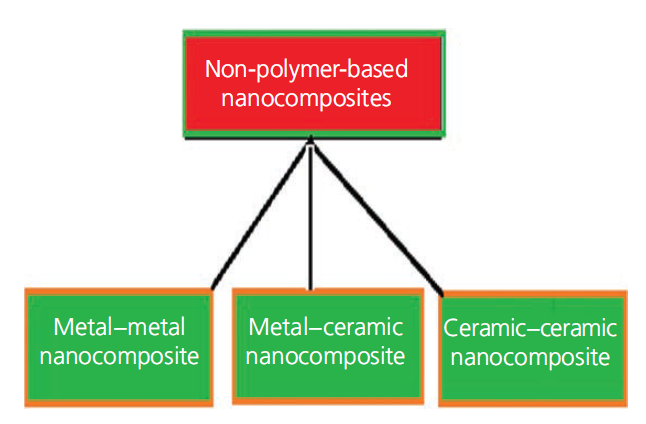 Non-polymer-based
nanocomposites
Metal–metal
nanocomposite
Metal–ceramic
nanocomposite
Ceramic–ceramic
nanocomposite